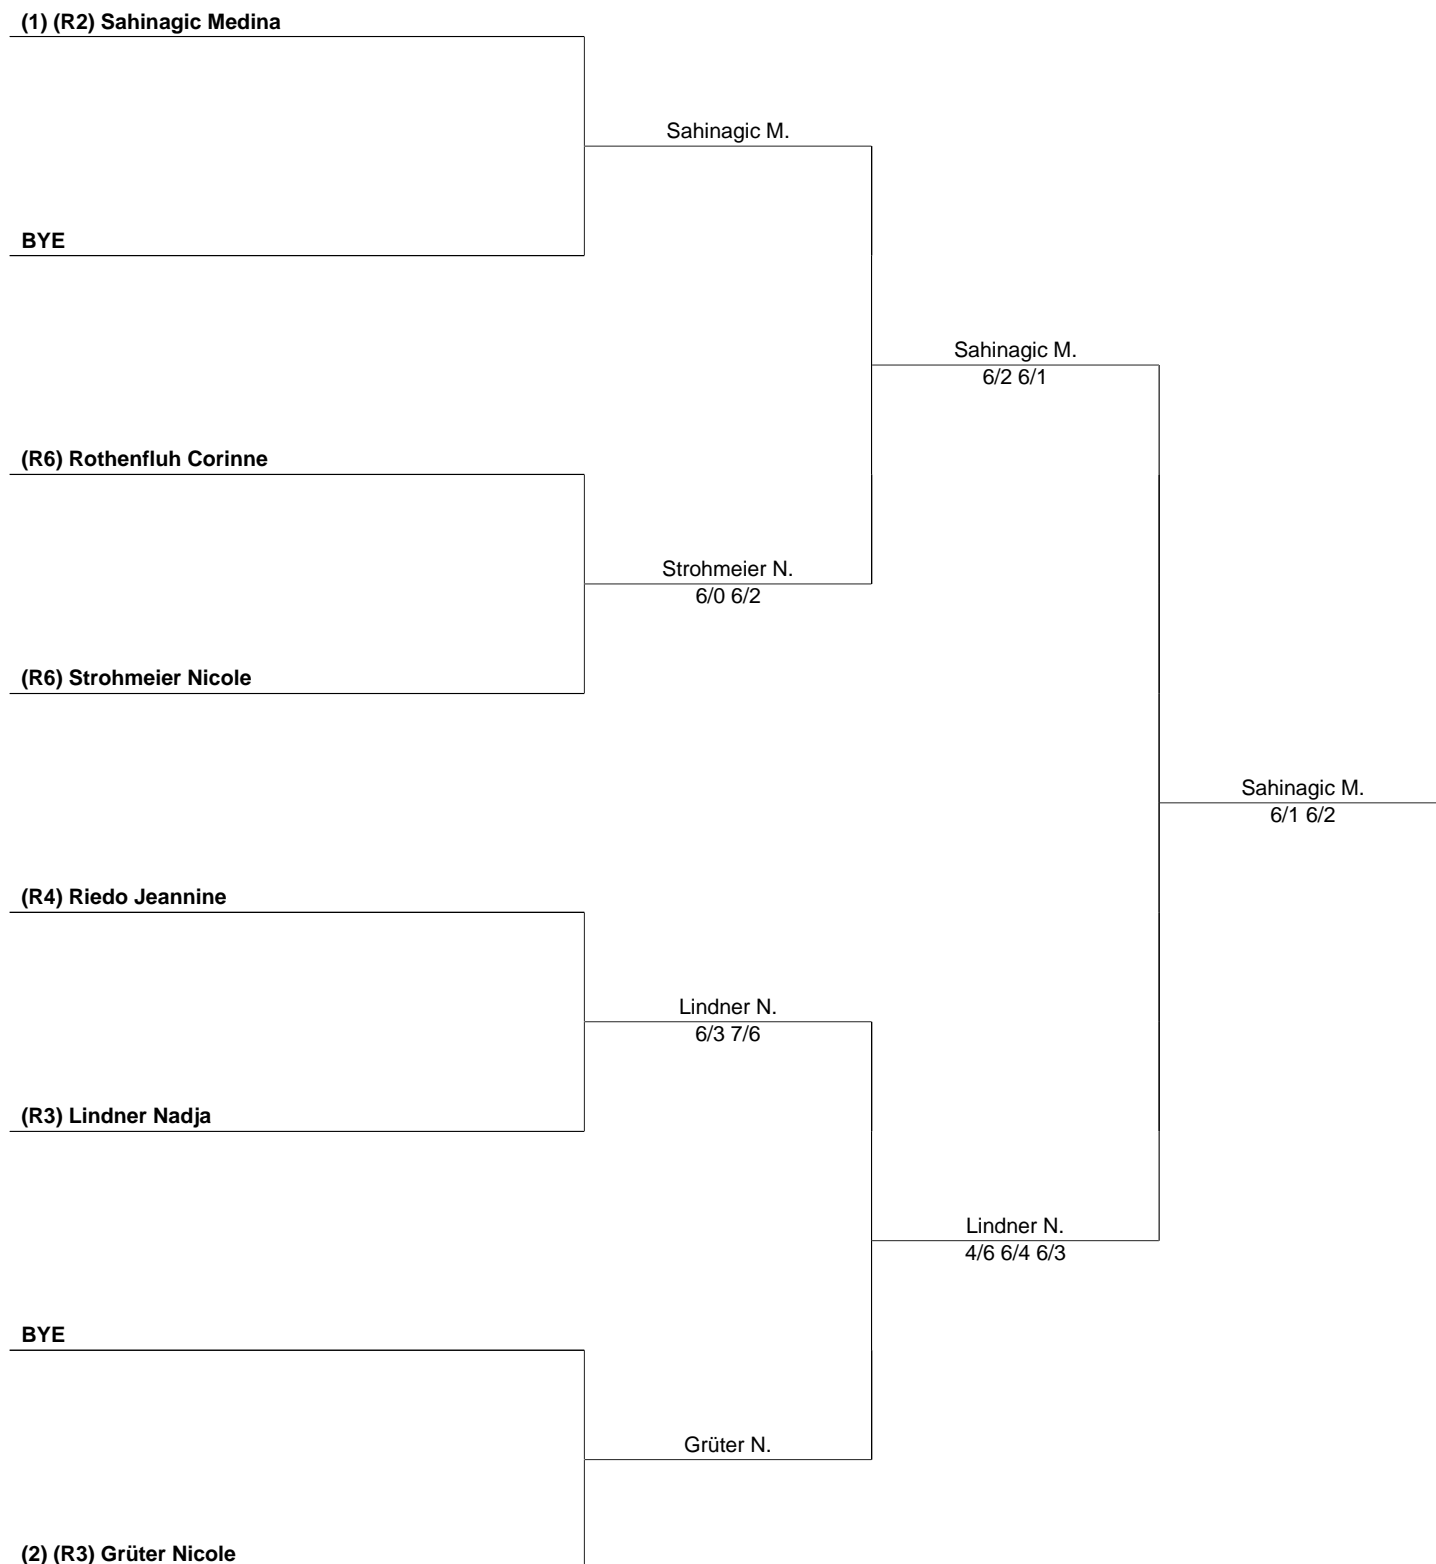 (1) (R2) Sahinagic Medina
Sahinagic M.
BYE
Sahinagic M.
6/2 6/1
(R6) Rothenfluh Corinne
Strohmeier N.
6/0 6/2
(R6) Strohmeier Nicole
Sahinagic M.
6/1 6/2
(R4) Riedo Jeannine
Lindner N.
6/3 7/6
(R3) Lindner Nadja
Lindner N.
4/6 6/4 6/3
BYE
Grüter N.
(2) (R3) Grüter Nicole